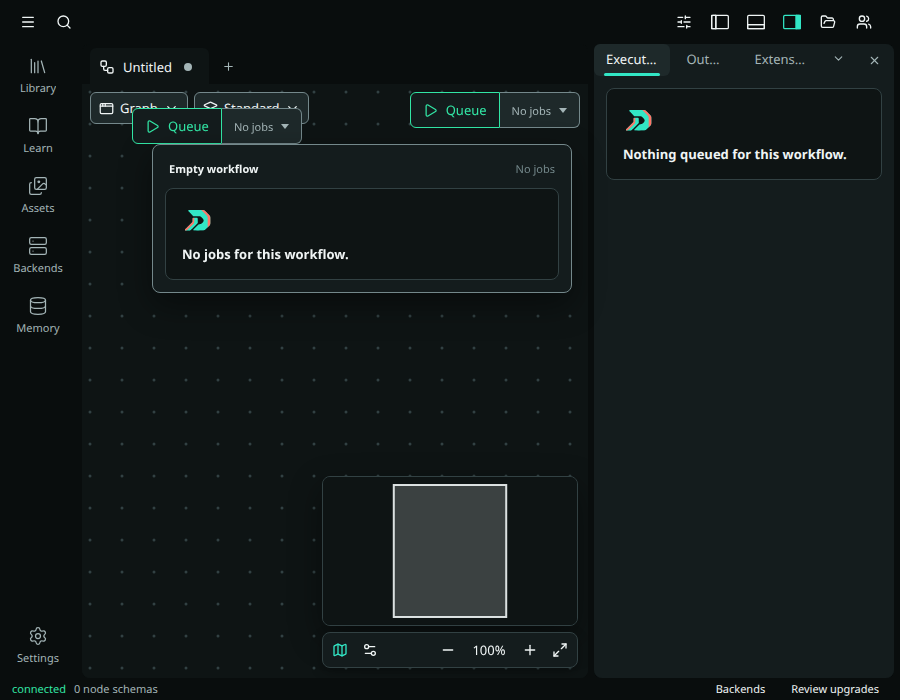 Untitled
Execut...
Out...
Extens...
Library
Learn
Assets
Backends
Memory
Settings
Graph
Standard
Queue
No jobs
Queue
No jobs
Empty workflow
No jobs
No jobs for this workflow.
Nothing queued for this workflow.
100%
connected
0 node schemas
Backends
Review upgrades